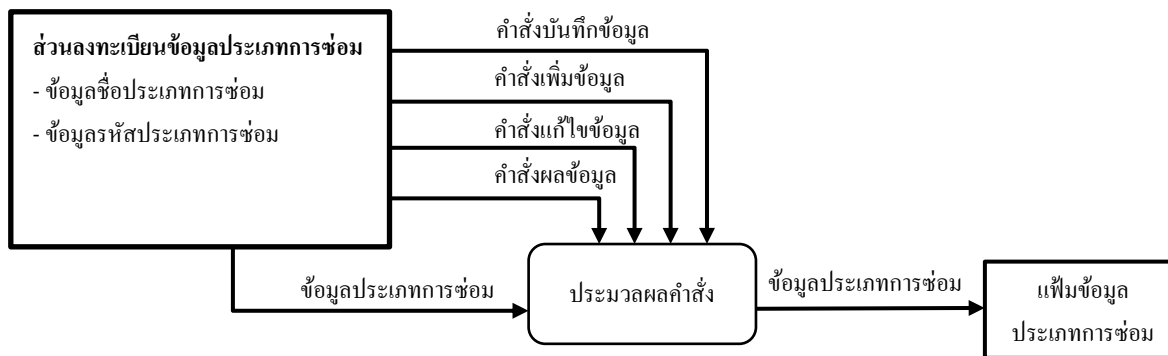 ส่วนลงทะเบียนข้อมูลประเภทการซ่อม
- ข้อมูลชื่อประเภทการซ่อม
- ข้อมูลรหัสประเภทการซ่อม
คำสั่งบันทึกข้อมูล
คำสั่งเพิ่มข้อมูล
คำสั่งแก้ไขข้อมูล
คำสั่งผลข้อมูล
ข้อมูลประเภทการซ่อม
ประมวลผลคำสั่ง
ข้อมูลประเภทการซ่อม
แฟ้มข้อมูล
ประเภทการซ่อม